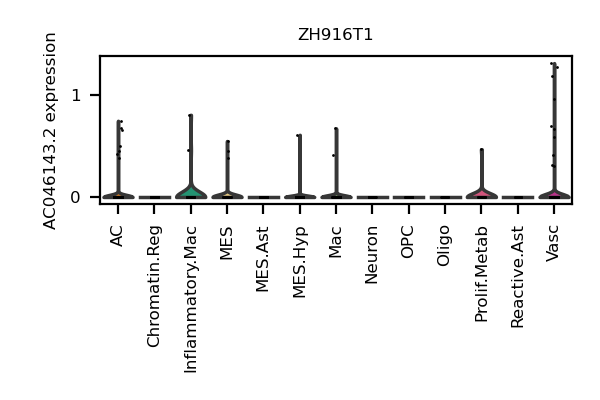 ZH916T1
AC046143.2 expression
1
0
AC
Chromatin.Reg
Inflammatory.Mac
MES
MES.Ast
MES.Hyp
Mac
Neuron
OPC
Oligo
Prolif.Metab
Reactive.Ast
Vasc